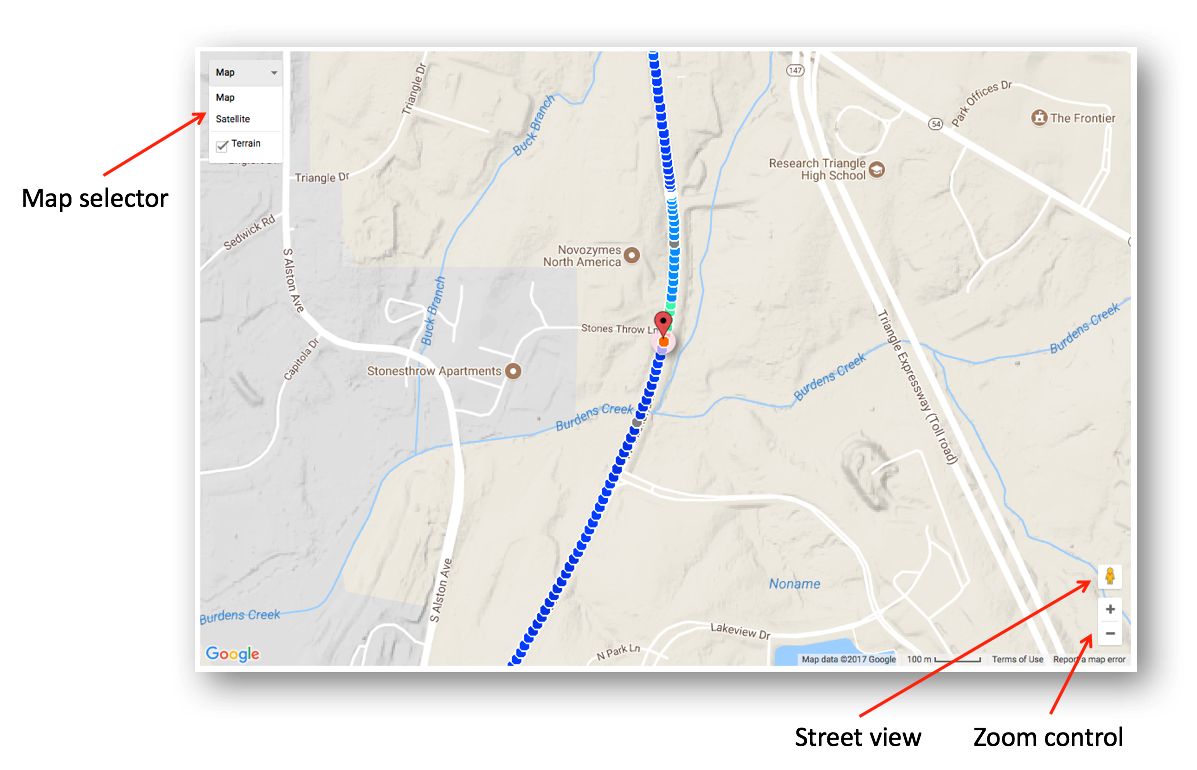 Map
Map
Satellite
Terrain
Map selector
Triangle Dr
Triangle Dr
Buck Branch
147
54
Park Offices Dr
The Frontier
Research Triangle
High School
Sedwick Rd
S Alston Ave
Novozymes
North America
Buck Branch
Stones Throw Ln
Capitola Dr
Stonesthrow Apartments
Burdens Creek
Burdens Creek
Burdens Creek
Triangle Expressway (Toll road)
S Alston Ave
Noname
Burdens Creek
Lakeview Dr
N Park Ln
Google
Map data ©2017 Google
100 m
Terms of Use
Report a map error
Street view
Zoom control